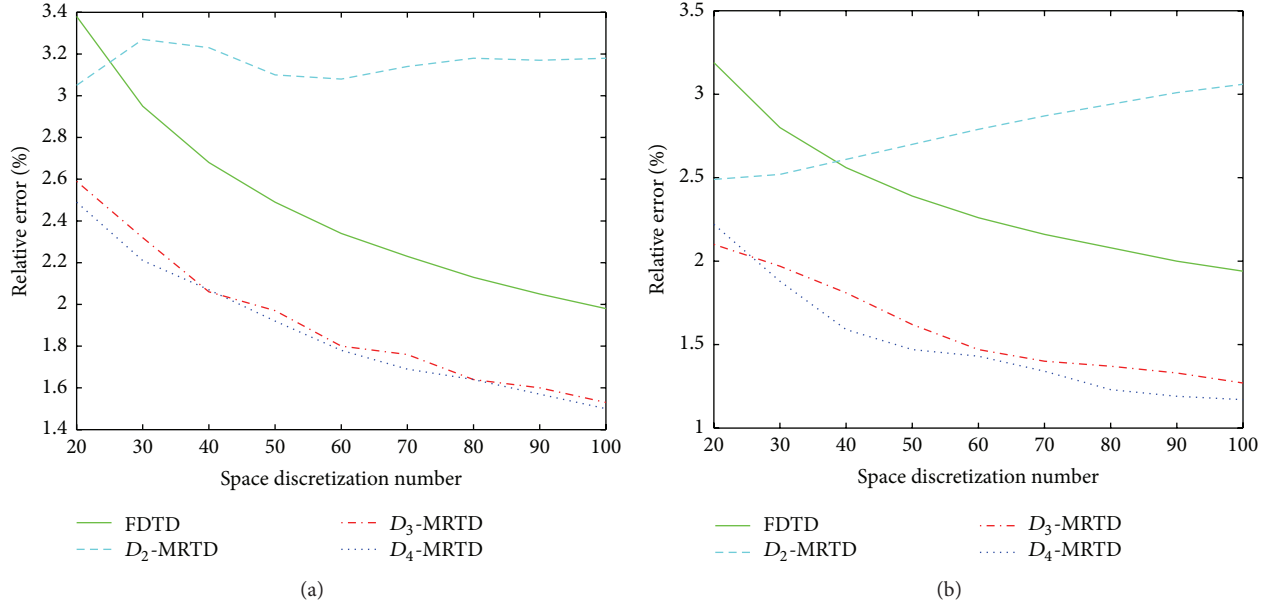 3.4
3.2
3
2.8
2.6
2.4
2.2
2
1.8
1.6
1.4
Relative error (%)
20 30 40 50 60 70 80 90 100
Space discretization number
FDTD
D₂-MRTD
D₃-MRTD
D₄-MRTD
(a)
3.5
3
2.5
2
1.5
1
Relative error (%)
20 30 40 50 60 70 80 90 100
Space discretization number
FDTD
D₂-MRTD
D₃-MRTD
D₄-MRTD
(b)